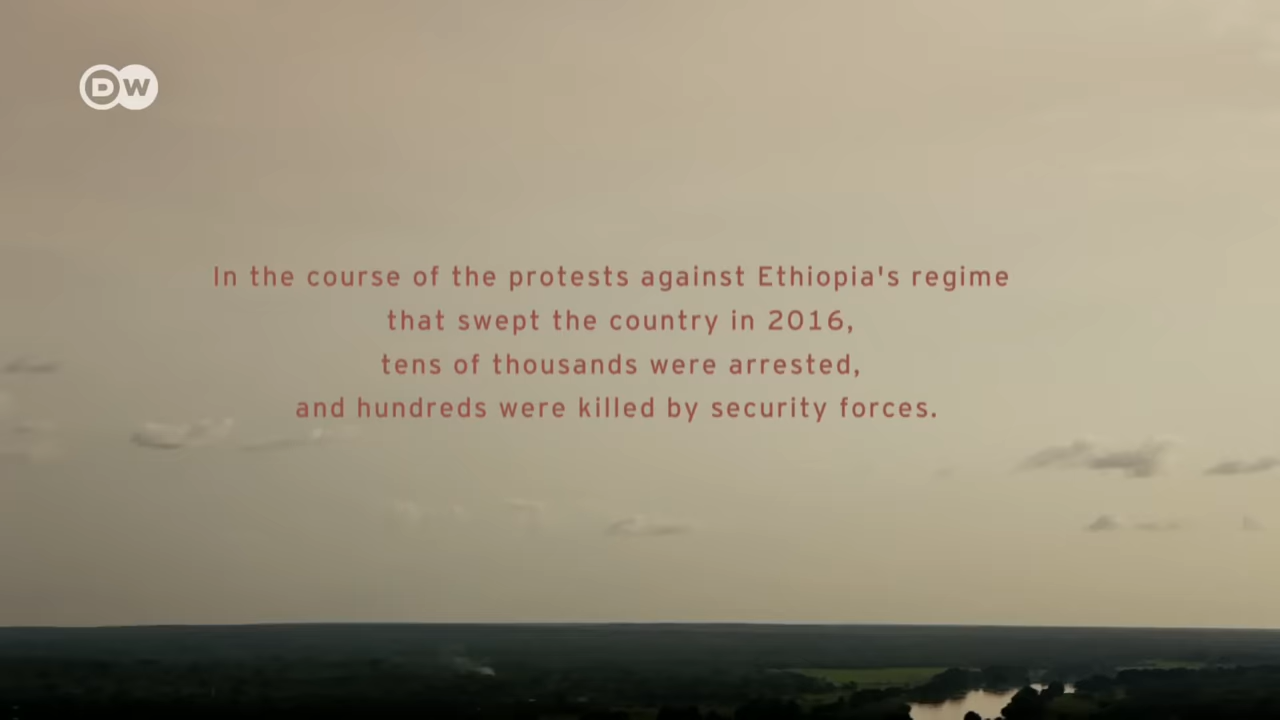 DW
In the course of the protests against Ethiopia's regime
that swept the country in 2016,
tens of thousands were arrested,
and hundreds were killed by security forces.